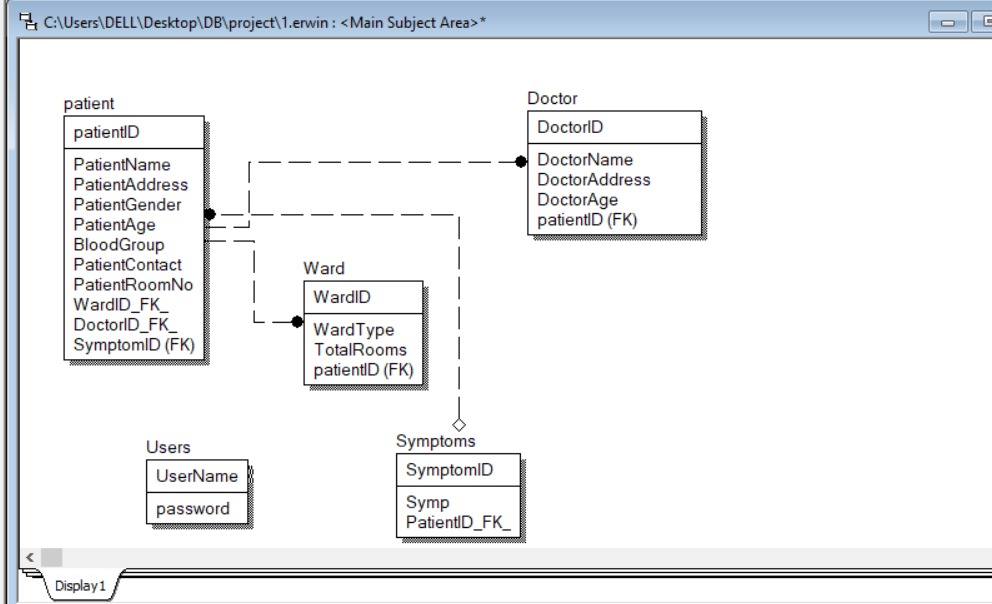 C:\Users\DELL\Desktop\DB\project\1.erwin : <Main Subject Area>*
patient
patientID
PatientName
PatientAddress
PatientGender
PatientAge
BloodGroup
PatientContact
PatientRoomNo
WardID_FK_
DoctorID_FK_
SymptomID (FK)
Doctor
DoctorID
DoctorName
DoctorAddress
DoctorAge
patientID (FK)
Ward
WardID
WardType
TotalRooms
patientID (FK)
Users
UserName
password
Symptoms
SymptomID
Symp
PatientID_FK_
Display1